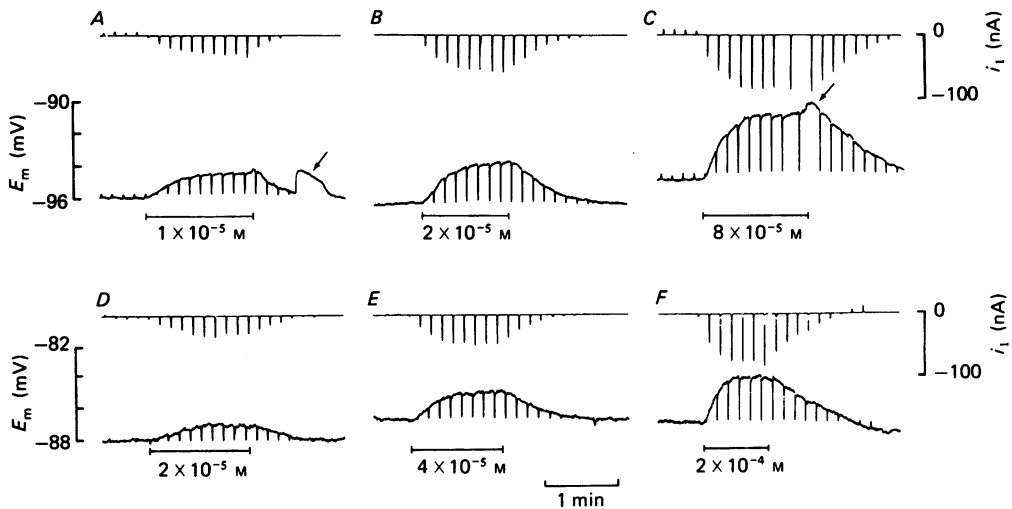 A
B
C
0
i₁ (nA)
−100
−90
Eₘ (mV)
−96
1 × 10⁻⁵ M
2 × 10⁻⁵ M
8 × 10⁻⁵ M
D
E
F
0
i₁ (nA)
−100
−82
Eₘ (mV)
−88
2 × 10⁻⁵ M
4 × 10⁻⁵ M
2 × 10⁻⁴ M
1 min